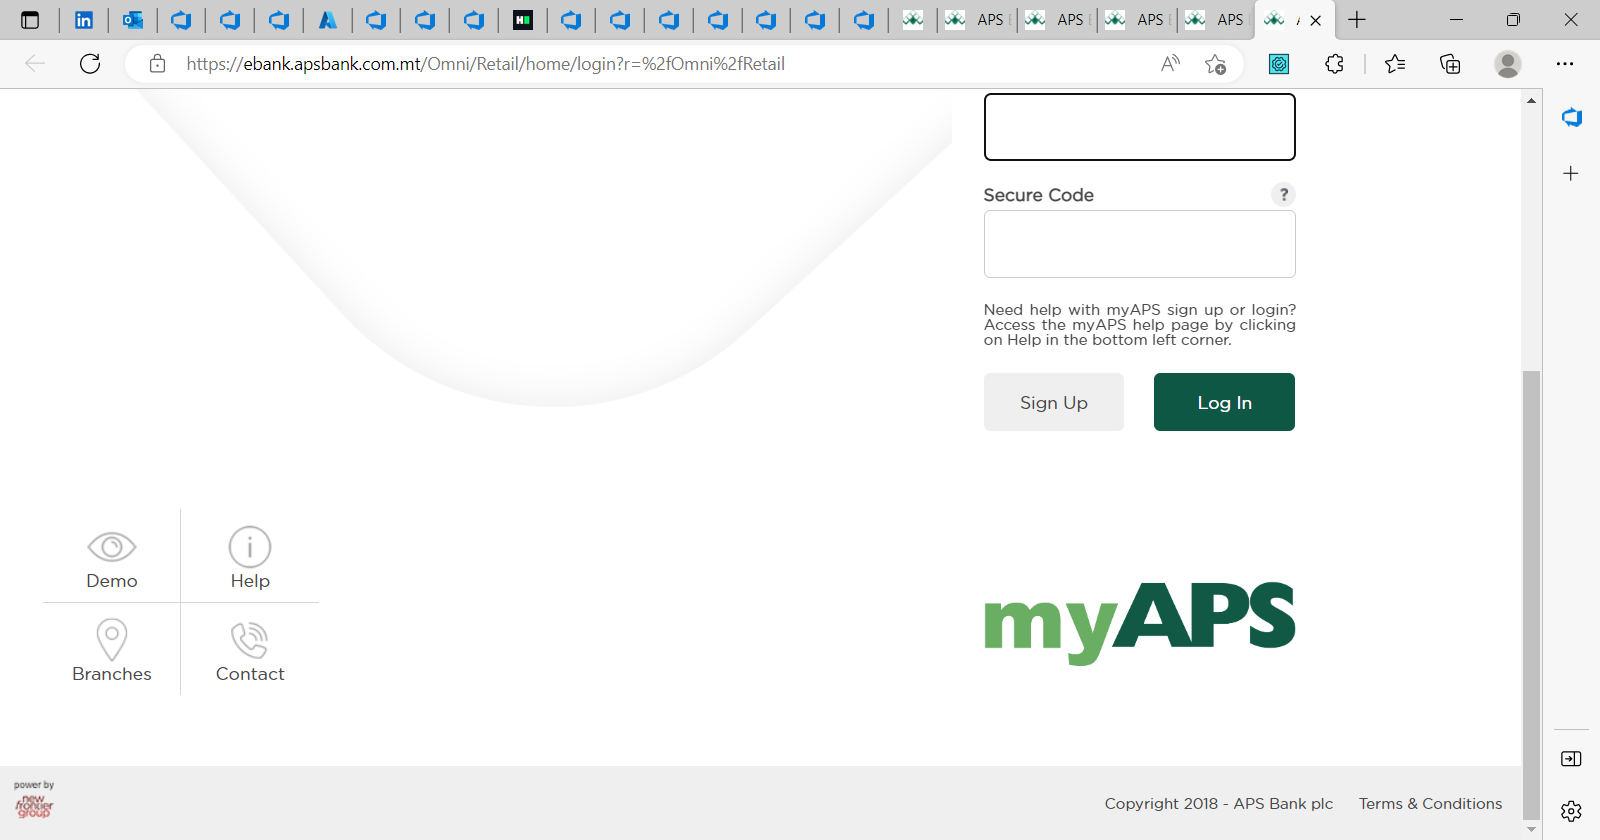 APS
APS
APS
APS
https://ebank.apsbank.com.mt/Omni/Retail/home/login?r=%2fOmni%2fRetail
Secure Code
?
Need help with myAPS sign up or login?
Access the myAPS help page by clicking
on Help in the bottom left corner.
Sign Up
Log In
Demo
Help
Branches
Contact
myAPS
power by
new
frontier
group
Copyright 2018 - APS Bank plc
Terms & Conditions